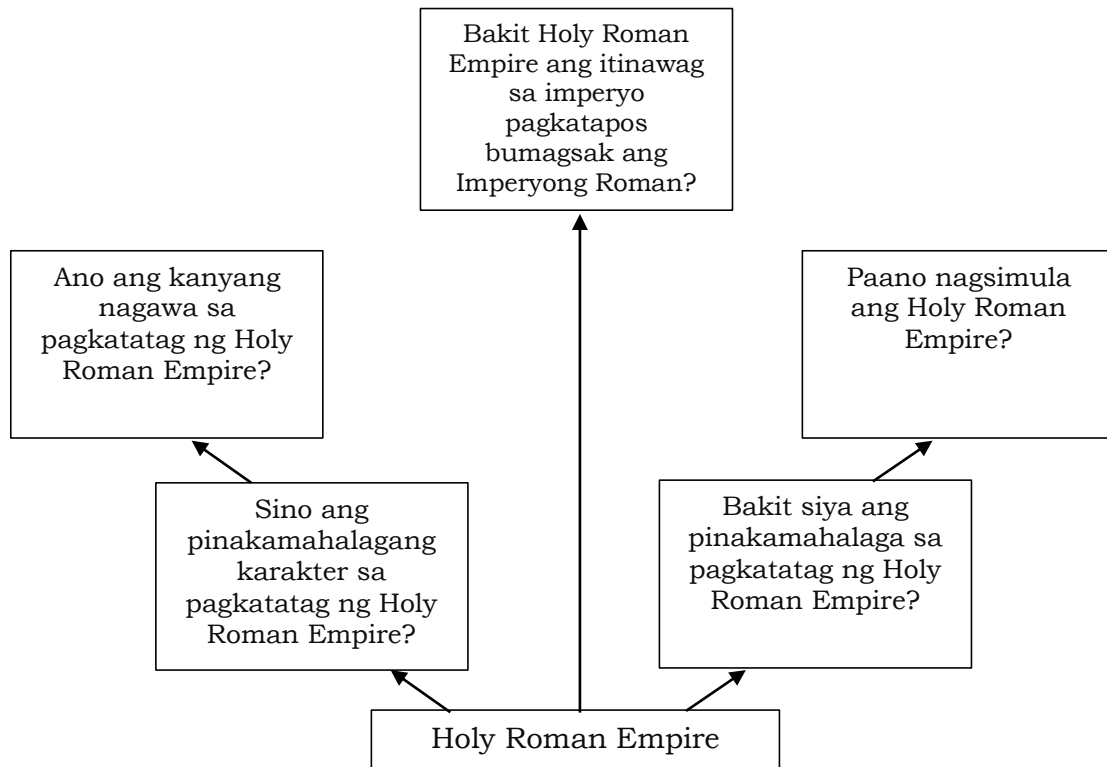 Bakit Holy Roman
Empire ang itinawag
sa imperyo
pagkatapos
bumagsak ang
Imperyong Roman?
Ano ang kanyang
nagawa sa
pagkatatag ng Holy
Roman Empire?
Paano nagsimula
ang Holy Roman
Empire?
Sino ang
pinakamahalagang
karakter sa
pagkatatag ng Holy
Roman Empire?
Bakit siya ang
pinakamahalaga sa
pagkatatag ng Holy
Roman Empire?
Holy Roman Empire